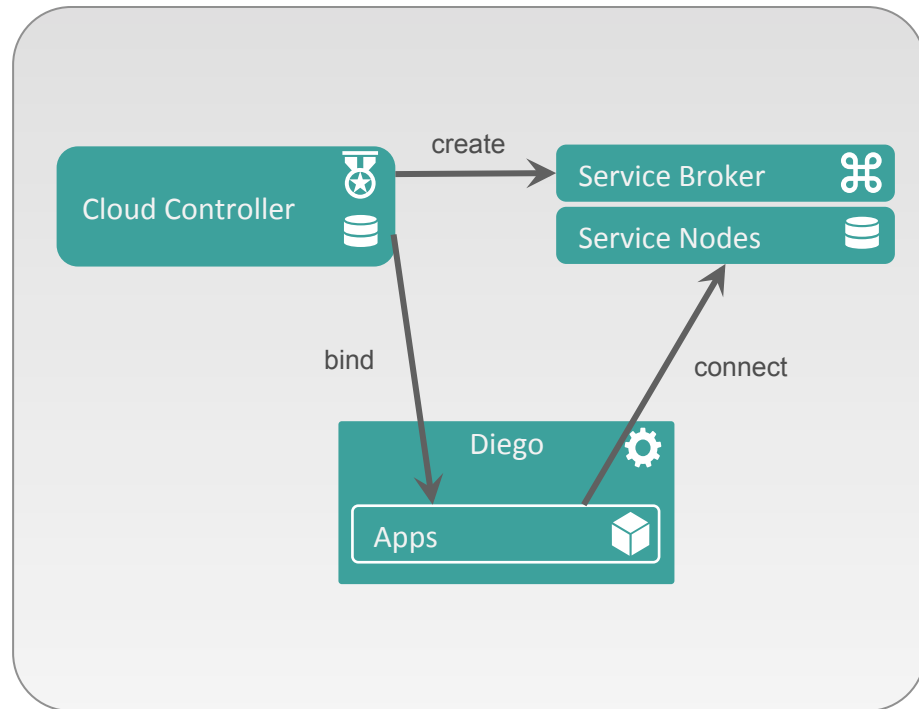 create
Cloud Controller
Service Broker
Service Nodes
bind
connect
Diego
Apps